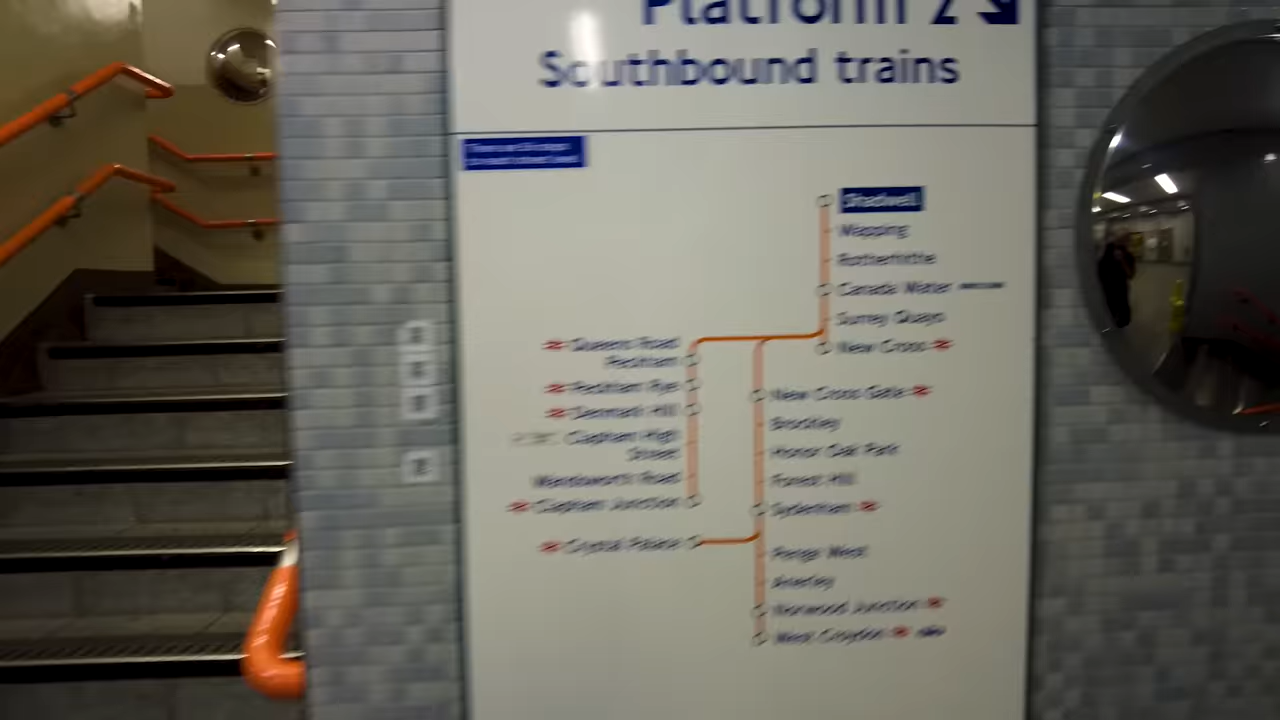 Platform 2
Southbound trains
Shadwell
Wapping
Rotherhithe
Canada Water
Surrey Quays
New Cross
Queens Road
Peckham
Peckham Rye
Denmark Hill
Clapham High
Street
Wandsworth Road
Clapham Junction
Crystal Palace
New Cross Gate
Brockley
Honor Oak Park
Forest Hill
Sydenham
Penge West
Anerley
Norwood Junction
West Croydon